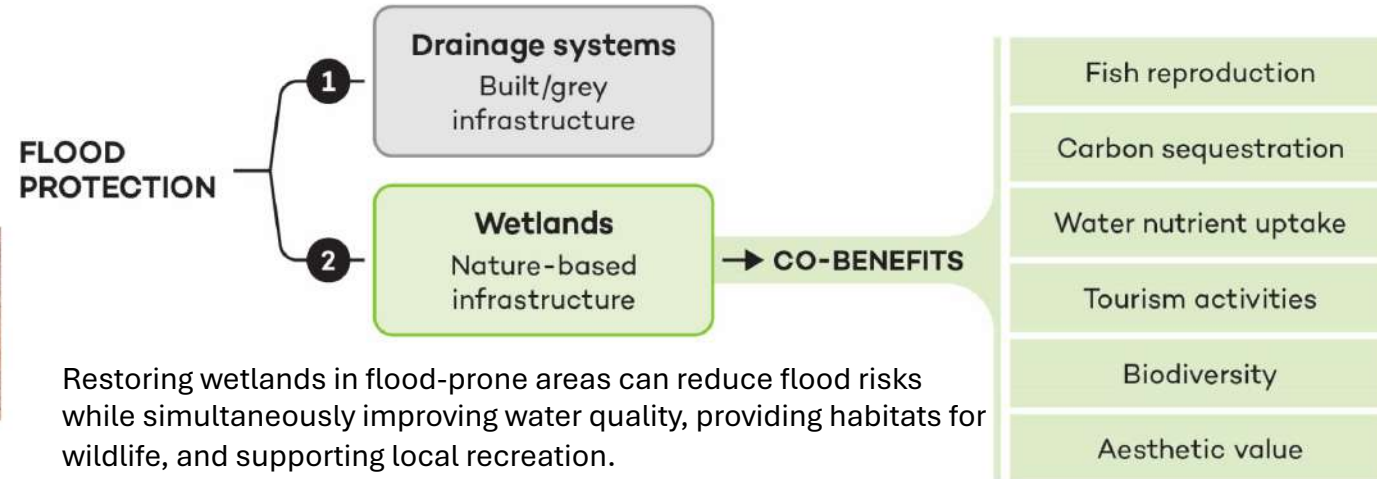 FLOOD
PROTECTION
1
Drainage systems
Built/grey
infrastructure
2
Wetlands
Nature-based
infrastructure
CO-BENEFITS
Fish reproduction
Carbon sequestration
Water nutrient uptake
Tourism activities
Biodiversity
Aesthetic value
Restoring wetlands in flood-prone areas can reduce flood risks
while simultaneously improving water quality, providing habitats for
wildlife, and supporting local recreation.